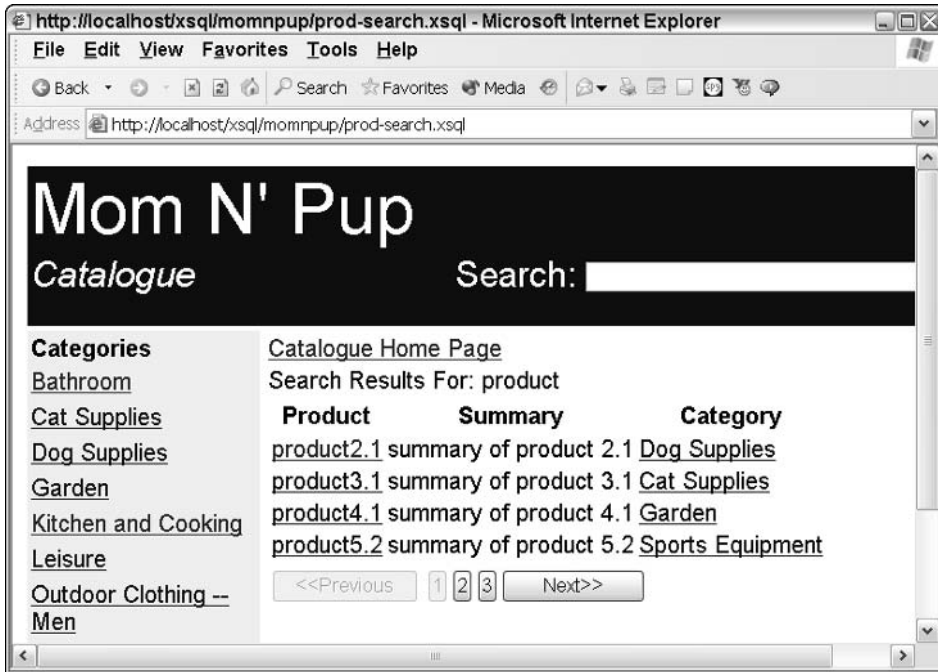 http://localhost/xsql/momnpup/prod-search.xsql - Microsoft Internet Explorer
File Edit View Favorites Tools Help
Back Search Favorites Media
Address http://localhost/xsql/momnpup/prod-search.xsql
Mom N' Pup
Catalogue Search:
Categories
Bathroom
Cat Supplies
Dog Supplies
Garden
Kitchen and Cooking
Leisure
Outdoor Clothing --
Men
Catalogue Home Page
Search Results For: product
Product Summary Category
product2.1 summary of product 2.1 Dog Supplies
product3.1 summary of product 3.1 Cat Supplies
product4.1 summary of product 4.1 Garden
product5.2 summary of product 5.2 Sports Equipment
<<Previous 1 2 3 Next>>